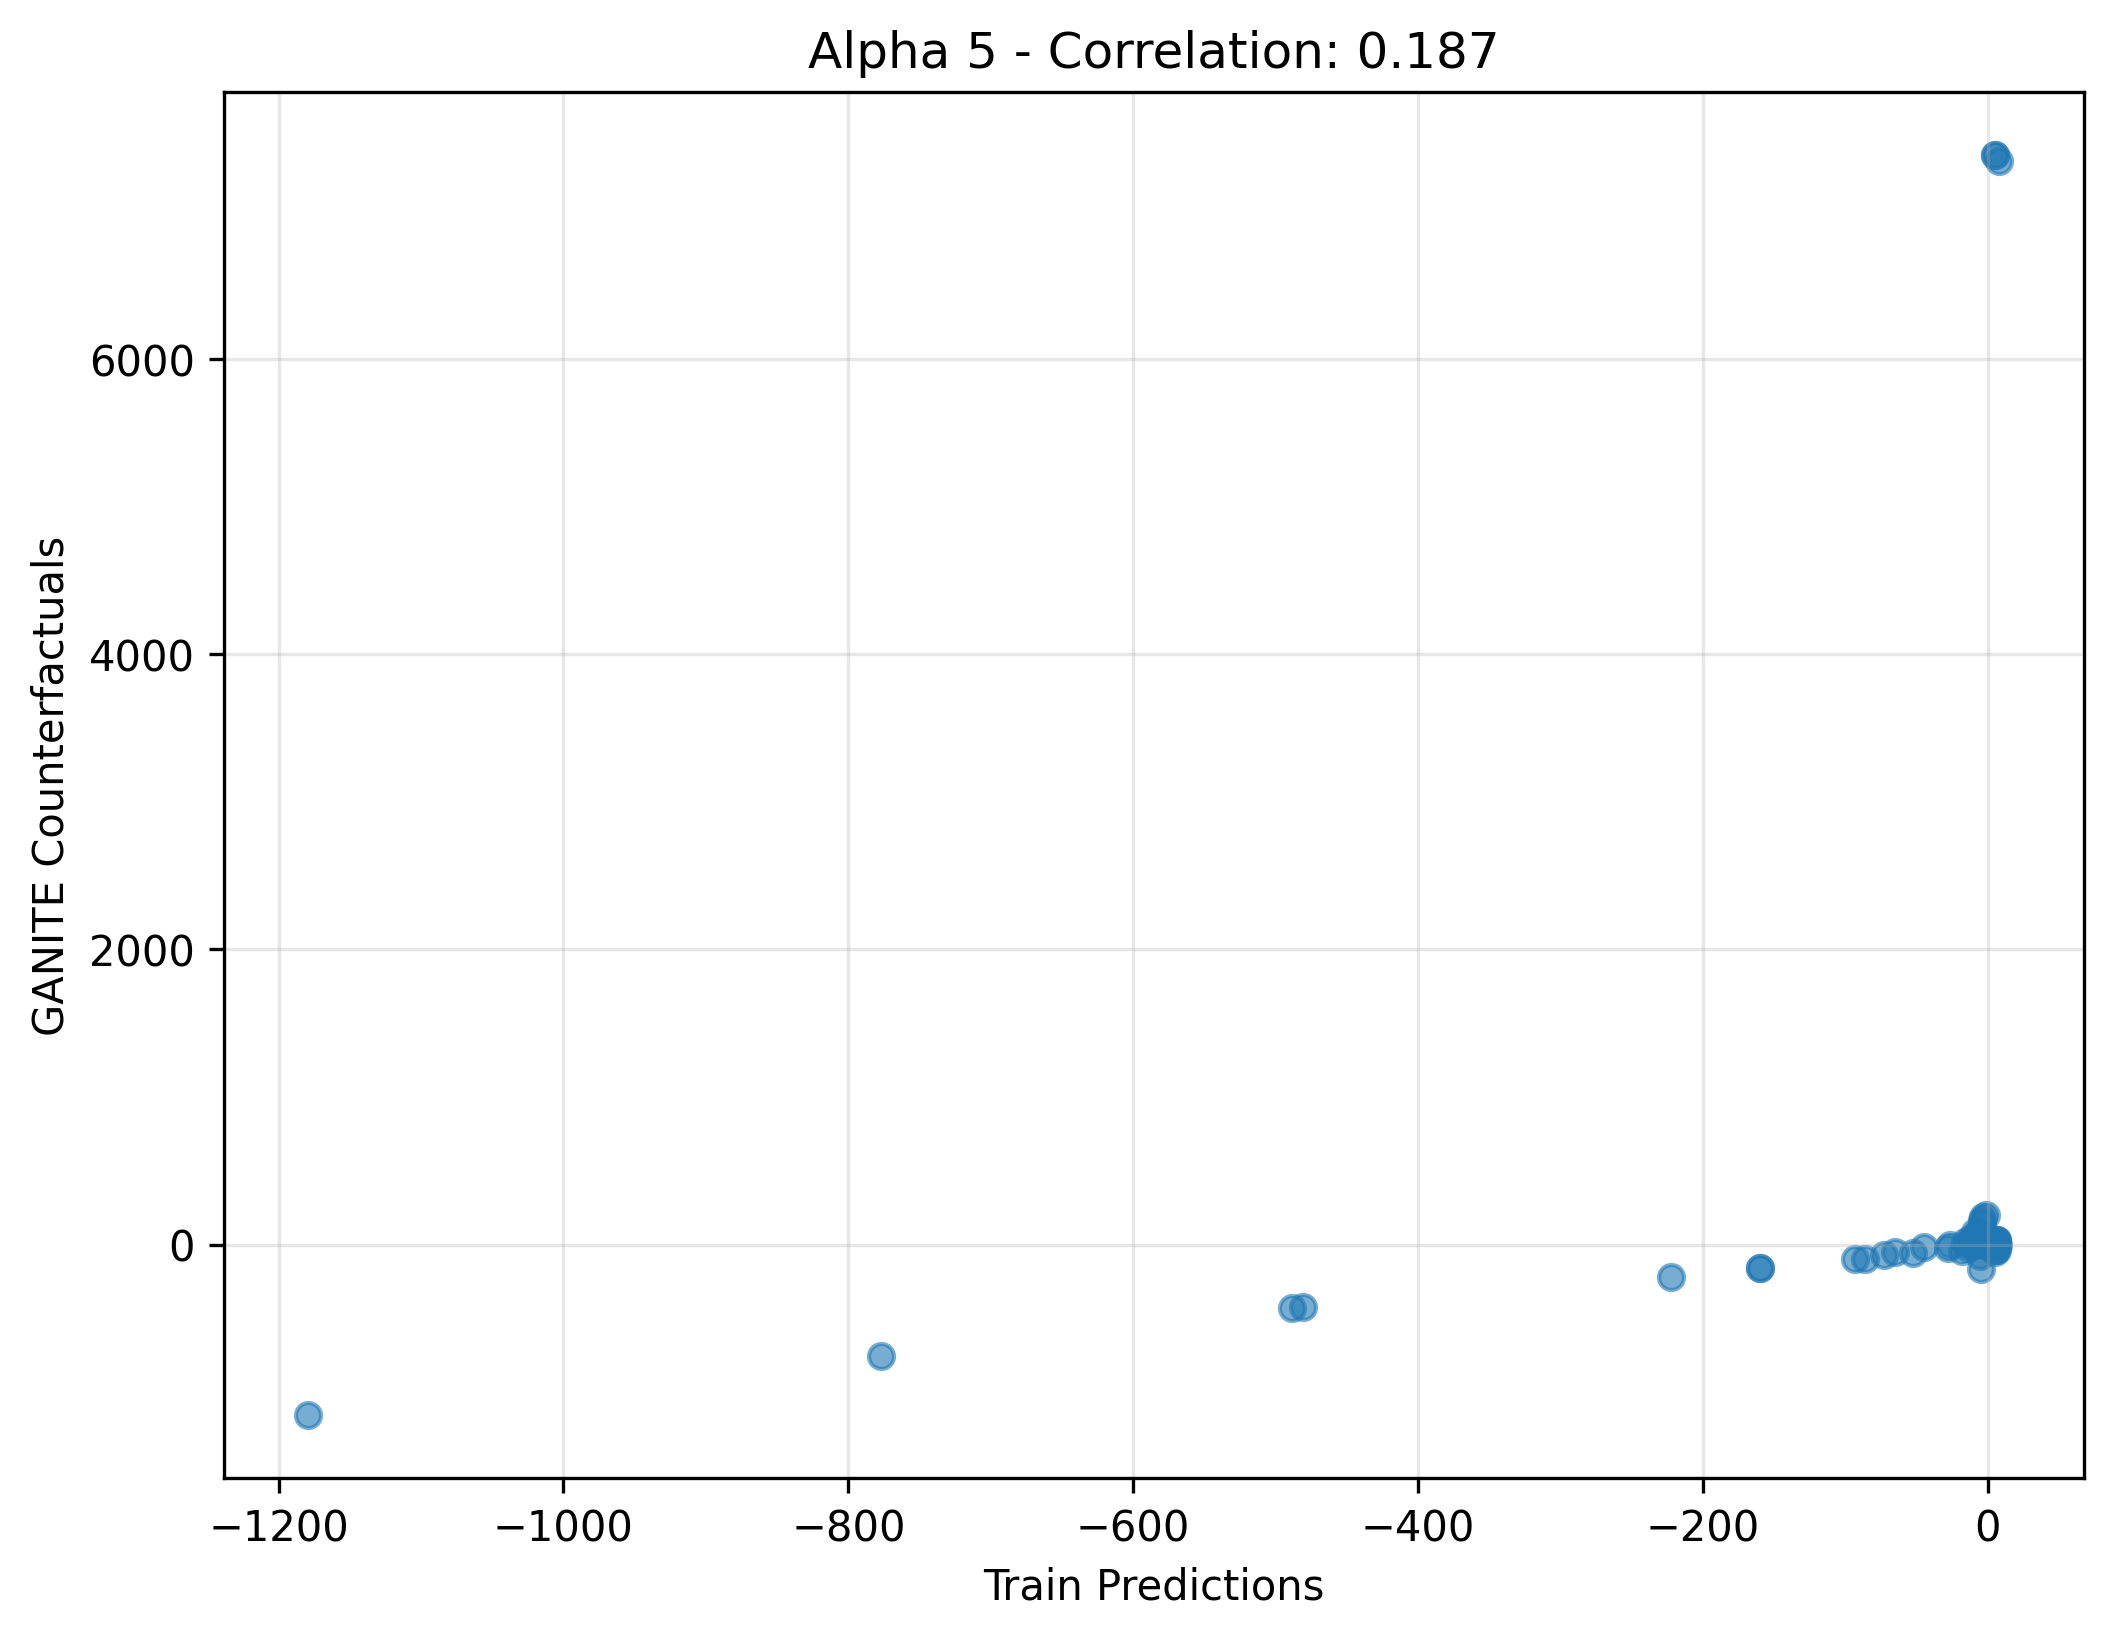 Alpha 5 - Correlation: 0.187
6000
4000
2000
0
GANITE Counterfactuals
−1200 −1000 −800 −600 −400 −200 0
Train Predictions